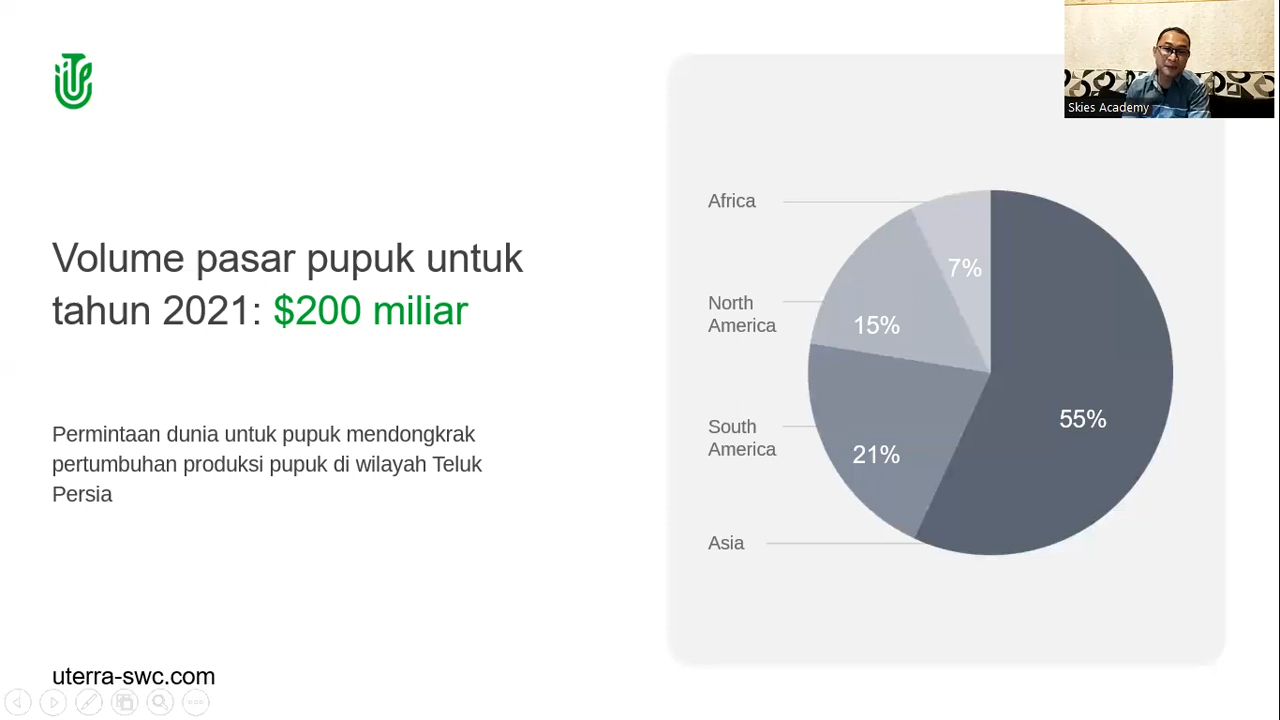 Skies Academy
Volume pasar pupuk untuk
tahun 2021: $200 miliar
Permintaan dunia untuk pupuk mendongkrak
pertumbuhan produksi pupuk di wilayah Teluk
Persia
uterra-swc.com
Africa
7%
North
America
15%
South
America
21%
55%
Asia